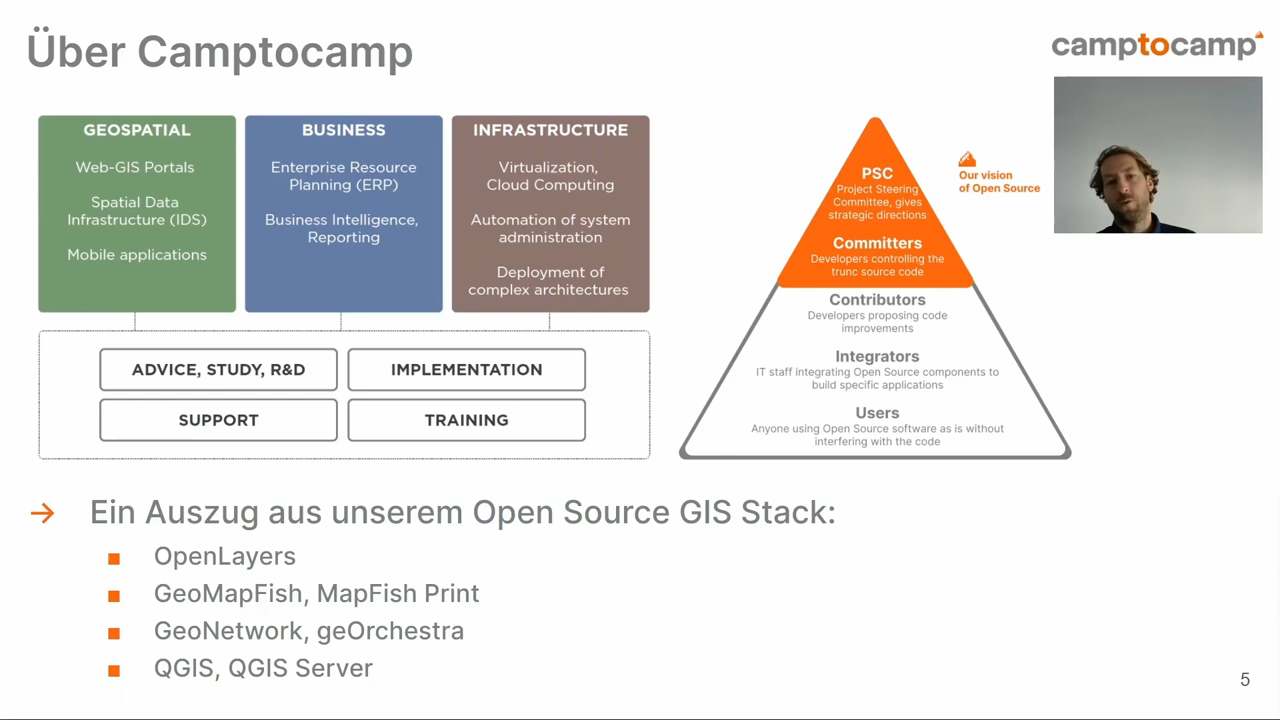 Über Camptocamp
camptocamp
GEOSPATIAL
Web-GIS Portals
Spatial Data
Infrastructure (IDS)
Mobile applications
BUSINESS
Enterprise Resource
Planning (ERP)
Business Intelligence,
Reporting
INFRASTRUCTURE
Virtualization,
Cloud Computing
Automation of system
administration
Deployment of
complex architectures
ADVICE, STUDY, R&D
IMPLEMENTATION
SUPPORT
TRAINING
PSC
Project Steering
Committee, gives
strategic directions
Committers
Developers controlling the
trunc source code
Contributors
Developers proposing code
improvements
Integrators
IT staff integrating Open Source components to
build specific applications
Users
Anyone using Open Source software as is without
interfering with the code
Our vision
of Open Source
→ Ein Auszug aus unserem Open Source GIS Stack:
■ OpenLayers
■ GeoMapFish, MapFish Print
■ GeoNetwork, geOrchestra
■ QGIS, QGIS Server
5